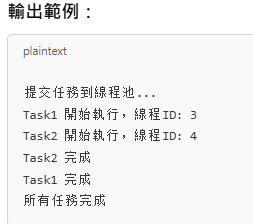 輸出範例：
plaintext
提交任務到線程池...
Task1 開始執行，線程ID: 3
Task2 開始執行，線程ID: 4
Task2 完成
Task1 完成
所有任務完成